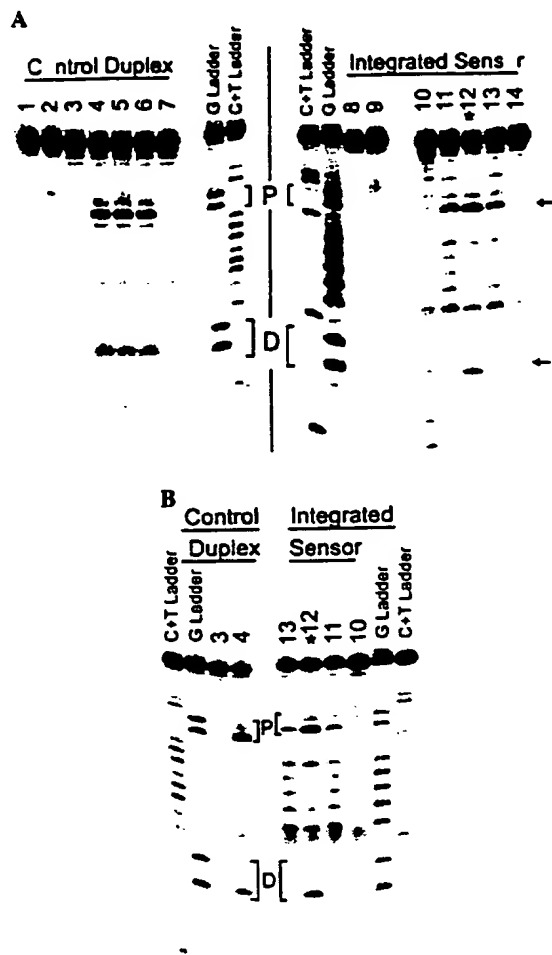 A
C ntrol Duplex
Integrated Sens r
1 2 3 4 5 6 7 G Ladder C+T Ladder C+T Ladder G Ladder 8 9 10 11 *12 13 14
P
D
B
Control Duplex
Integrated Sensor
C+T Ladder G Ladder 3 4 13 *12 11 10 G Ladder C+T Ladder
P
D